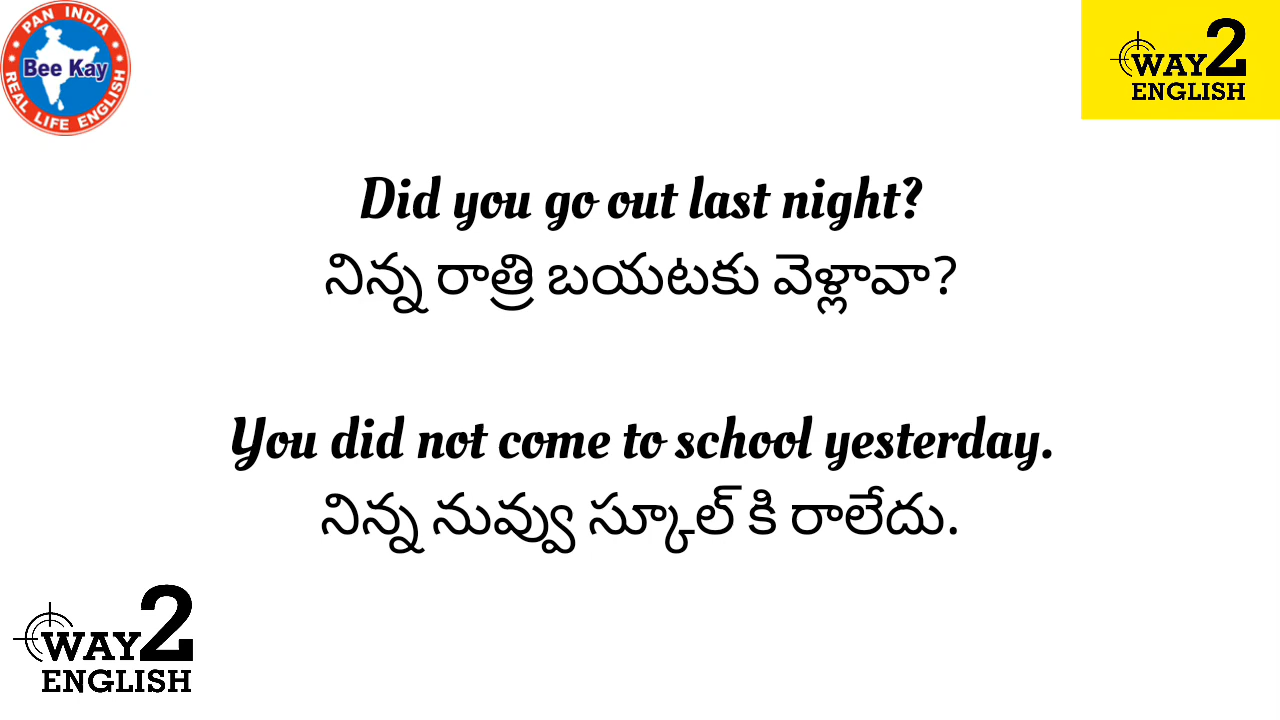 PAN INDIA
Bee Kay
REAL LIFE ENGLISH
WAY2
ENGLISH
Did you go out last night?
నిన్న రాత్రి బయటకు వెళ్లావా?
You did not come to school yesterday.
నిన్న నువ్వు స్కూల్ కి రాలేదు.
WAY2
ENGLISH